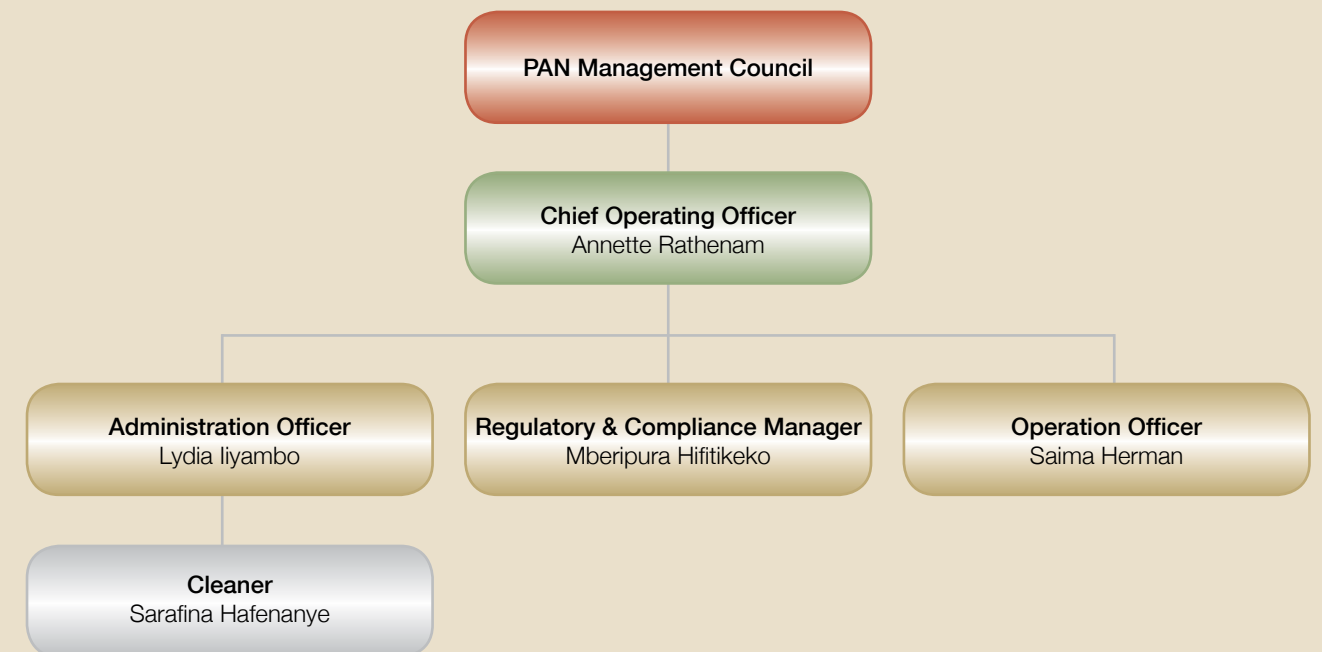 PAN Management Council
Chief Operating Officer
Annette Rathenam
Administration Officer
Lydia Iiyambo
Regulatory & Compliance Manager
Mberipura Hifitikeko
Operation Officer
Saima Herman
Cleaner
Sarafina Hafenanye